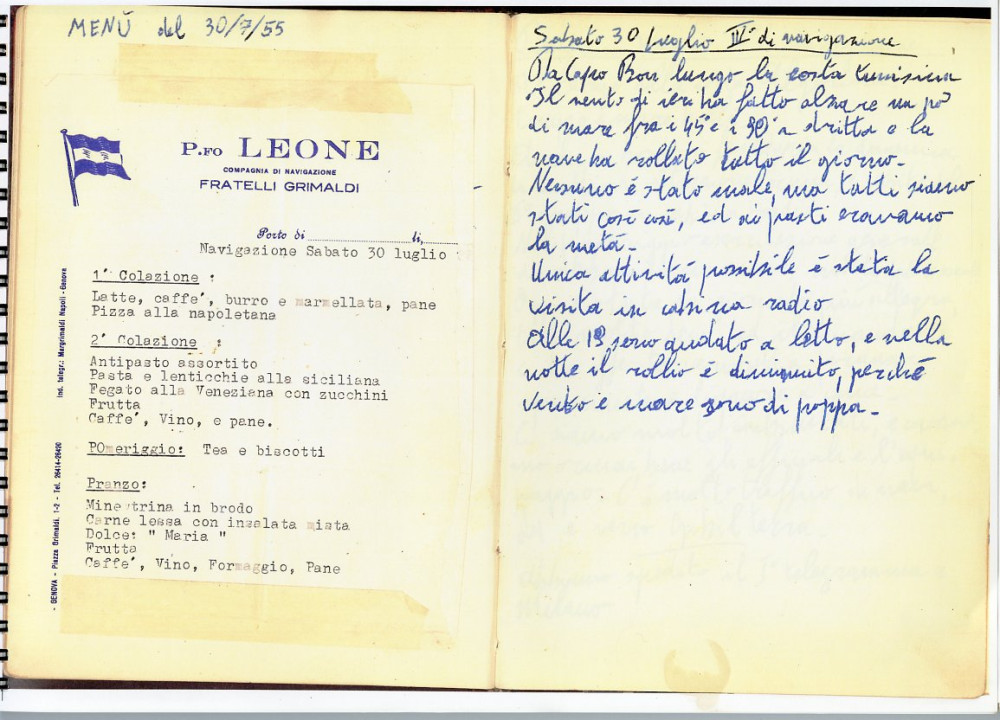 MENÙ del 30/7/55
P.FO LEONE
COMPAGNIA DI NAVIGAZIONE
FRATELLI GRIMALDI
Porto di ............ li, ............
Navigazione Sabato 30 luglio
1° Colazione :
Latte, caffe', burro e marmellata, pane
Pizza alla napoletana
2° Colazione :
Antipasto assortito
Pasta e lenticchie alla siciliana
Fegato alla Veneziana con zucchini
Frutta
Caffe', Vino, e pane.
POmeriggio: Tea e biscotti
Pranzo:
Minestrina in brodo
Carne lessa con insalata mista
Dolce: " Maria "
Frutta
Caffe', Vino, Formaggio, Pane
Ind. telegr.: Margrimaldi Napoli - Genova
- GENOVA - Piazza Grimaldi, 1-2 - Tel. 26414-26490
Sabato 30 luglio IV° di navigazione
Da Capo Bon lungo la costa tunisina
Il vento di ieri ha fatto alzare un pò
di mare fra i 45° e i 90° a dritta e la
nave ha rollato tutto il giorno.
Nessuno è stato male, ma tutti siamo
stati così così, ed ai pasti eravamo
la metà.
Unica attività possibile è stata la
visita in cabina radio
Alle 19 sono andato a letto, e nella
notte il rollio è diminuito, perchè
vento e mare sono di poppa.